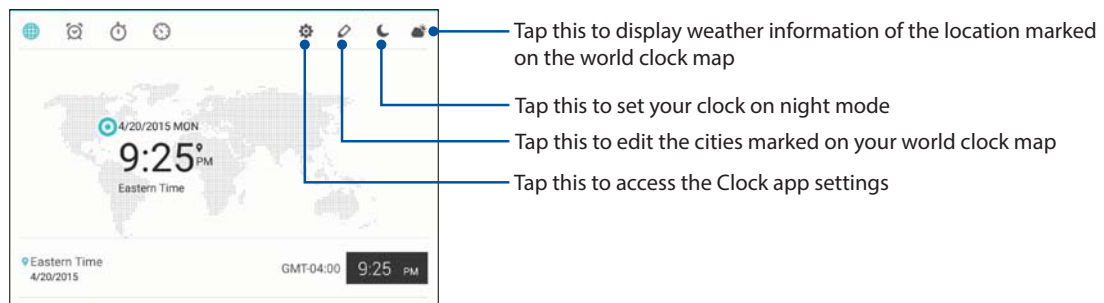 Tap this to display weather information of the location marked
on the world clock map
Tap this to set your clock on night mode
Tap this to edit the cities marked on your world clock map
Tap this to access the Clock app settings
4/20/2015 MON
9:25 PM
Eastern Time
Eastern Time
4/20/2015
GMT-04:00 9:25 PM